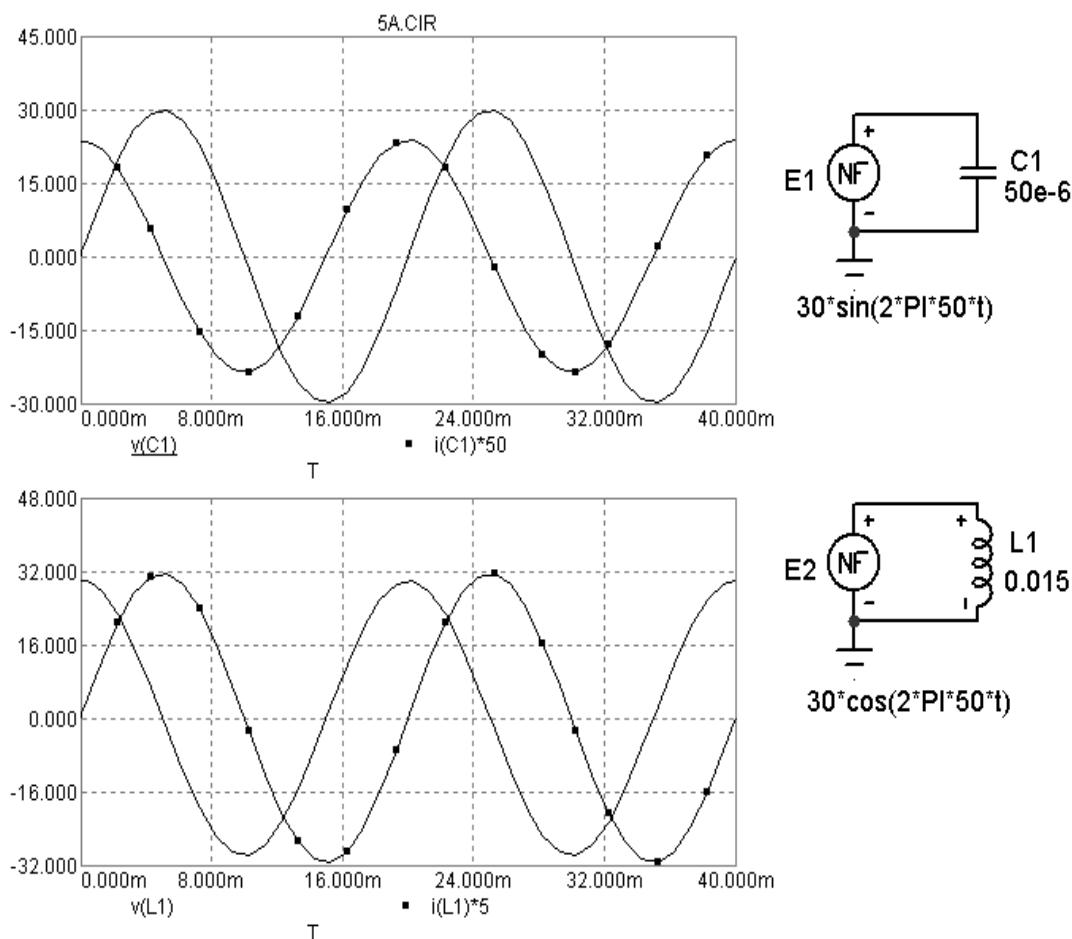 5A.CIR
45.000
30.000
15.000
0.000
-15.000
-30.000
0.000m 8.000m 16.000m 24.000m 32.000m 40.000m
v(C1) i(C1)*50
T
+
E1 NF
-
C1
50e-6
30*sin(2*PI*50*t)
48.000
32.000
16.000
0.000
-16.000
-32.000
0.000m 8.000m 16.000m 24.000m 32.000m 40.000m
v(L1) i(L1)*5
T
+ +
E2 NF
- -
L1
0.015
30*cos(2*PI*50*t)